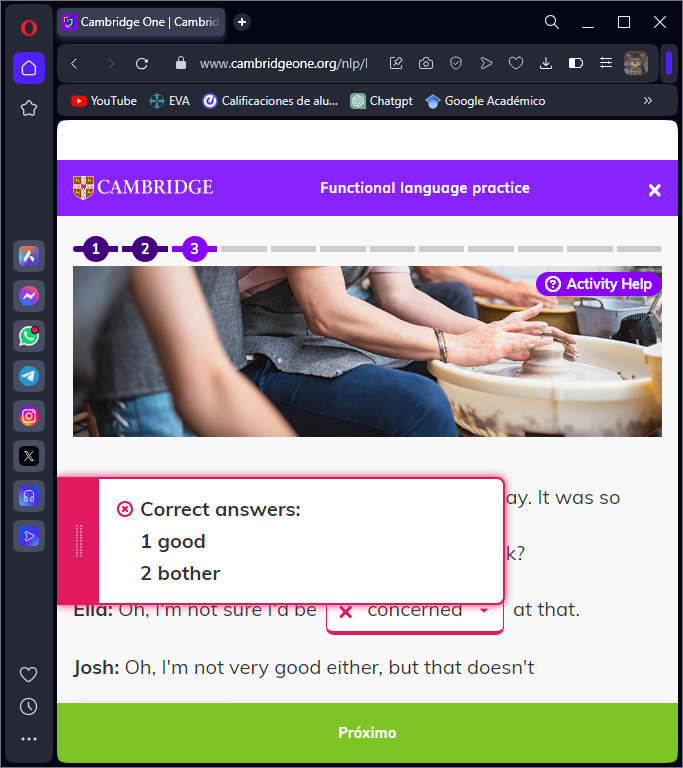 Cambridge One | Cambrid
www.cambridgeone.org/nlp/l
YouTube EVA Calificaciones de alu... Chatgpt Google Académico »
CAMBRIDGE Functional language practice
1 2 3
Activity Help
ay. It was so
Correct answers:
1 good
k?
2 bother
Ella: Oh, I'm not sure I'd be concerned at that.
Josh: Oh, I'm not very good either, but that doesn't
Próximo